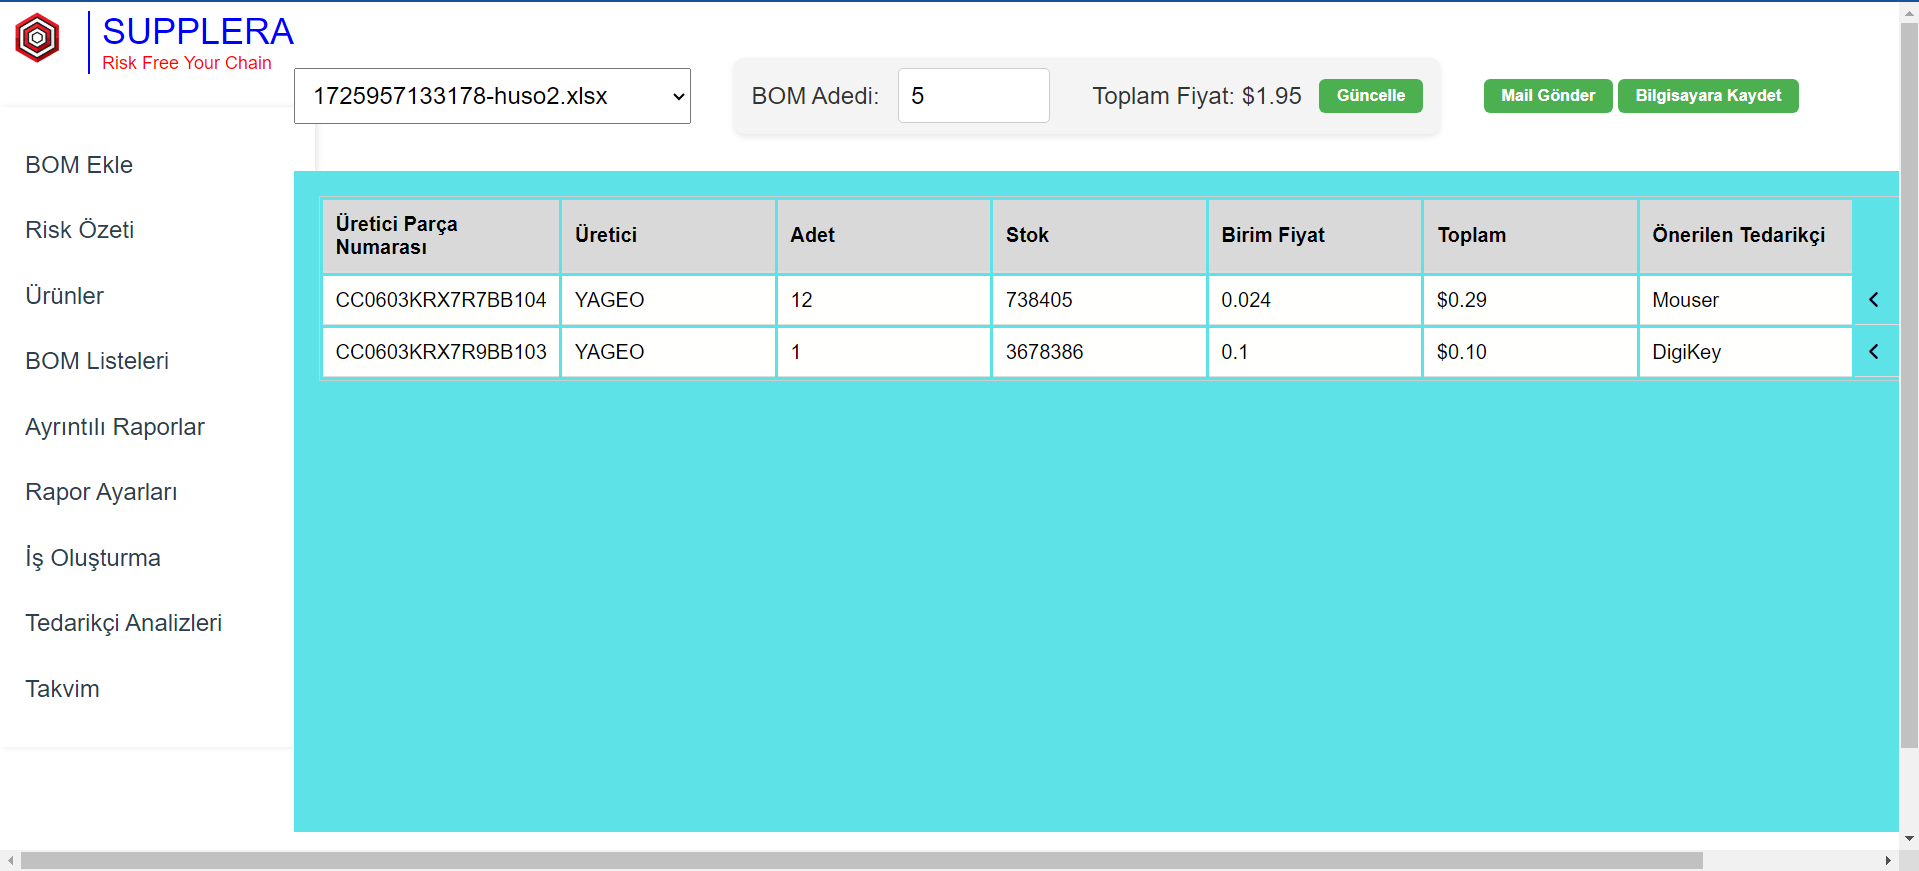 SUPPLERA
Risk Free Your Chain
1725957133178-huso2.xlsx
BOM Adedi: 5
Toplam Fiyat: $1.95
Güncelle
Mail Gönder
Bilgisayara Kaydet
BOM Ekle
Risk Özeti
Ürünler
BOM Listeleri
Ayrıntılı Raporlar
Rapor Ayarları
İş Oluşturma
Tedarikçi Analizleri
Takvim
Üretici Parça Numarası Üretici Adet Stok Birim Fiyat Toplam Önerilen Tedarikçi
CC0603KRX7R7BB104 YAGEO 12 738405 0.024 $0.29 Mouser
CC0603KRX7R9BB103 YAGEO 1 3678386 0.1 $0.10 DigiKey